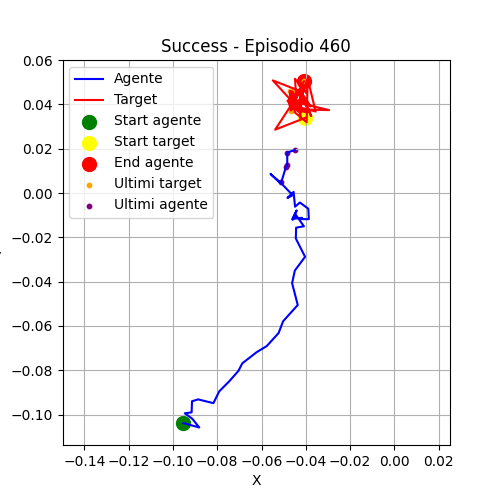 Success - Episodio 460
Agente
Target
Start agente
Start target
End agente
Ultimi target
Ultimi agente
0.06
0.04
0.02
0.00
−0.02
−0.04
−0.06
−0.08
−0.10
−0.14 −0.12 −0.10 −0.08 −0.06 −0.04 −0.02 0.00 0.02
X